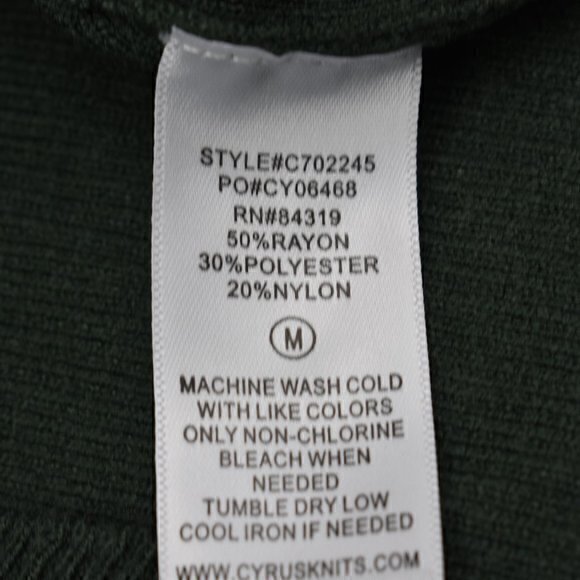 STYLE#C702245
PO#CY06468
RN#84319
50%RAYON
30%POLYESTER
20%NYLON
M
MACHINE WASH COLD
WITH LIKE COLORS
ONLY NON-CHLORINE
BLEACH WHEN
NEEDED
TUMBLE DRY LOW
COOL IRON IF NEEDED
WWW.CYRUSKNITS.COM